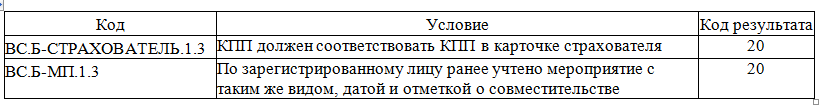 Код Условие Код результата
ВС.Б-СТРАХОВАТЕЛЬ.1.3 КПП должен соответствовать КПП в карточке страхователя 20
ВС.Б-МП.1.3 По зарегистрированному лицу ранее учтено мероприятие с 20
таким же видом, датой и отметкой о совместительстве